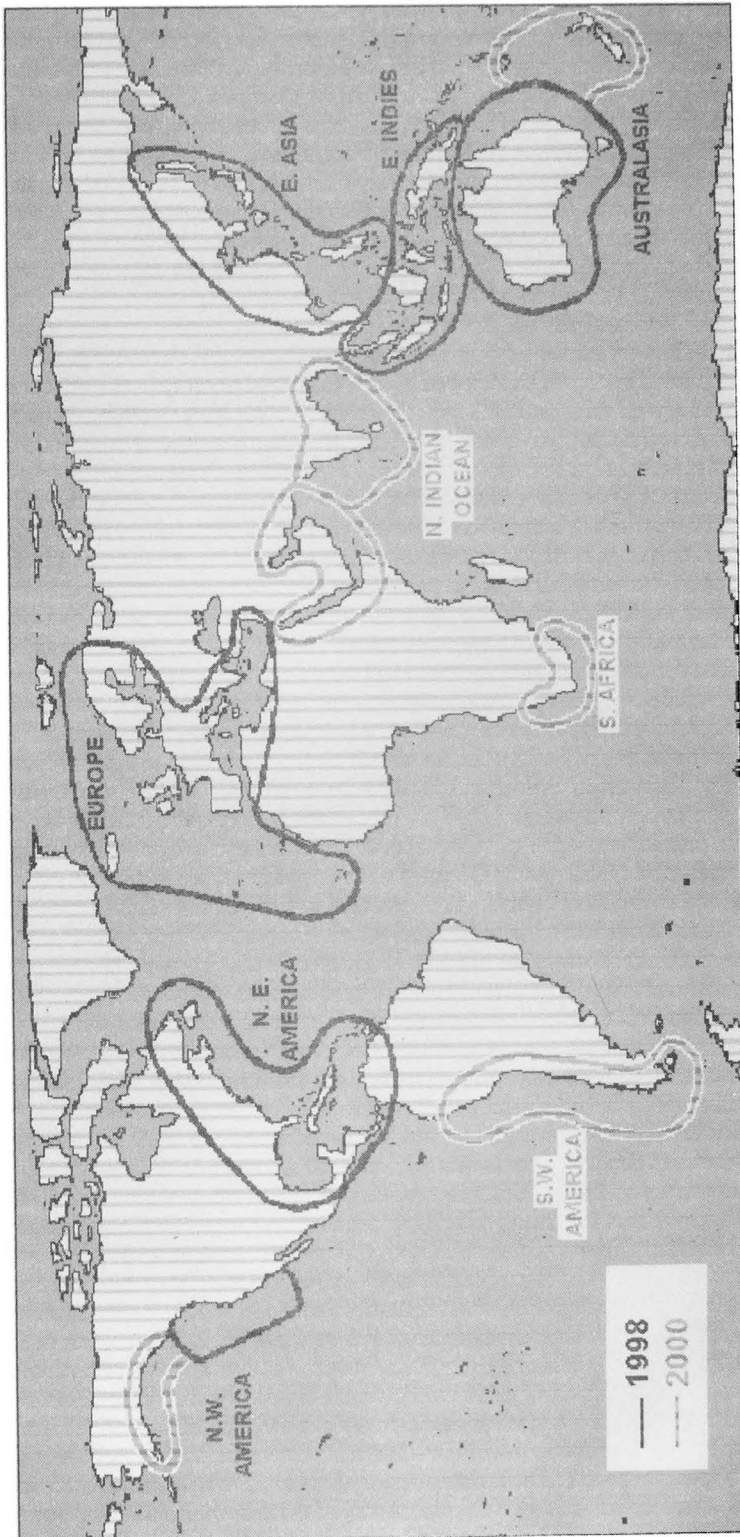 N.W.
AMERICA
N. E.
AMERICA
S.W.
AMERICA
EUROPE
S. AFRICA
N. INDIAN
OCEAN
E. ASIA
E. INDIES
AUSTRALASIA
1998
2000